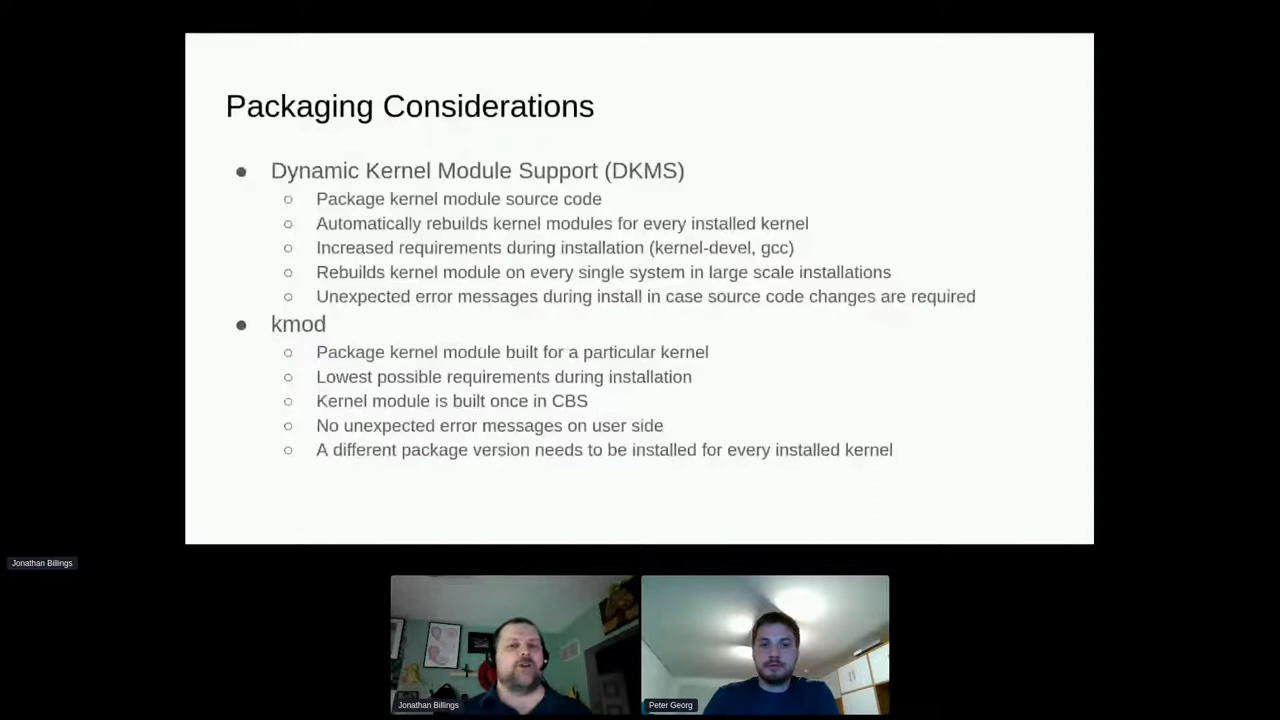 Packaging Considerations
● Dynamic Kernel Module Support (DKMS)
○ Package kernel module source code
○ Automatically rebuilds kernel modules for every installed kernel
○ Increased requirements during installation (kernel-devel, gcc)
○ Rebuilds kernel module on every single system in large scale installations
○ Unexpected error messages during install in case source code changes are required
● kmod
○ Package kernel module built for a particular kernel
○ Lowest possible requirements during installation
○ Kernel module is built once in CBS
○ No unexpected error messages on user side
○ A different package version needs to be installed for every installed kernel
Jonathan Billings
Jonathan Billings
Peter Georg